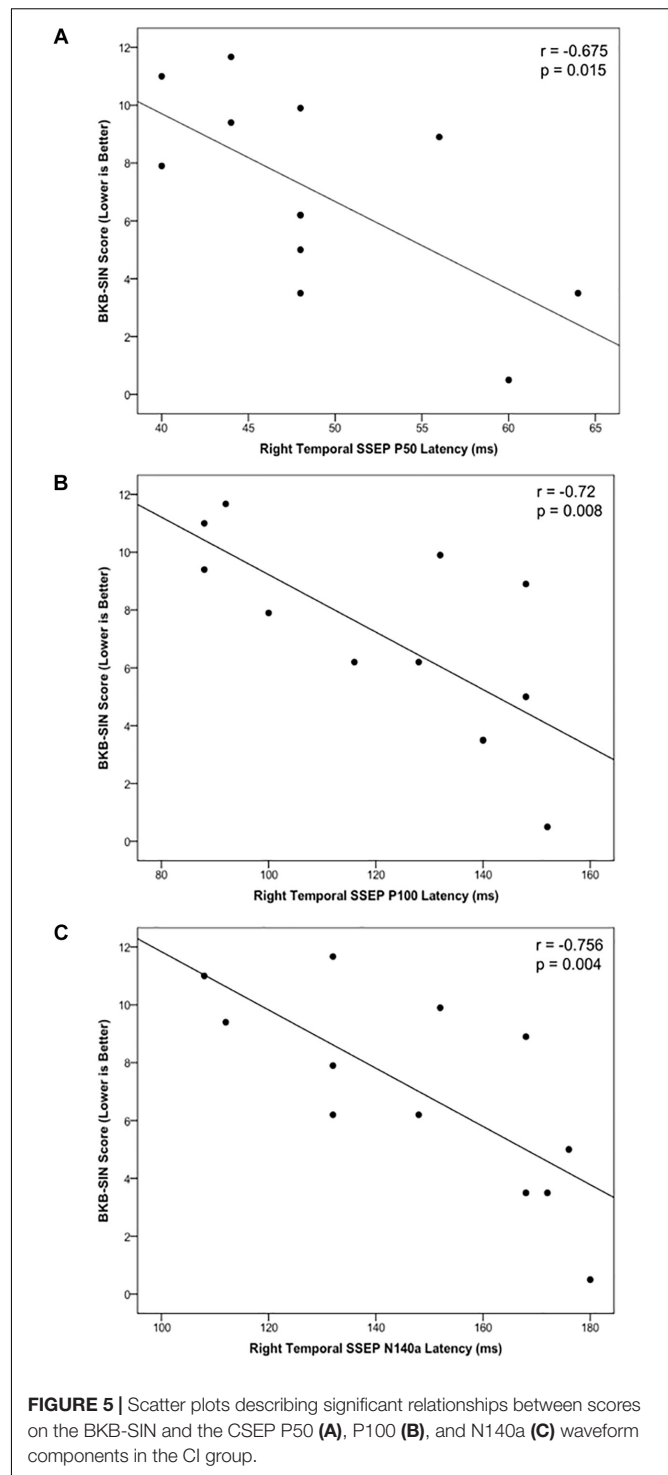 A
r = -0.675
p = 0.015
BKB-SIN Score (Lower is Better)
12
10
8
6
4
2
0
40
45
50
55
60
65
Right Temporal SSEP P50 Latency (ms)
B
r = -0.72
p = 0.008
BKB-SIN Score (Lower is Better)
12
10
8
6
4
2
0
80
100
120
140
160
Right Temporal SSEP P100 Latency (ms)
C
r = -0.756
p = 0.004
BKB-SIN Score (Lower is Better)
12
10
8
6
4
2
0
100
120
140
160
180
Right Temporal SSEP N140a Latency (ms)
FIGURE 5 | Scatter plots describing significant relationships between scores
on the BKB-SIN and the CSEP P50 (A), P100 (B), and N140a (C) waveform
components in the CI group.